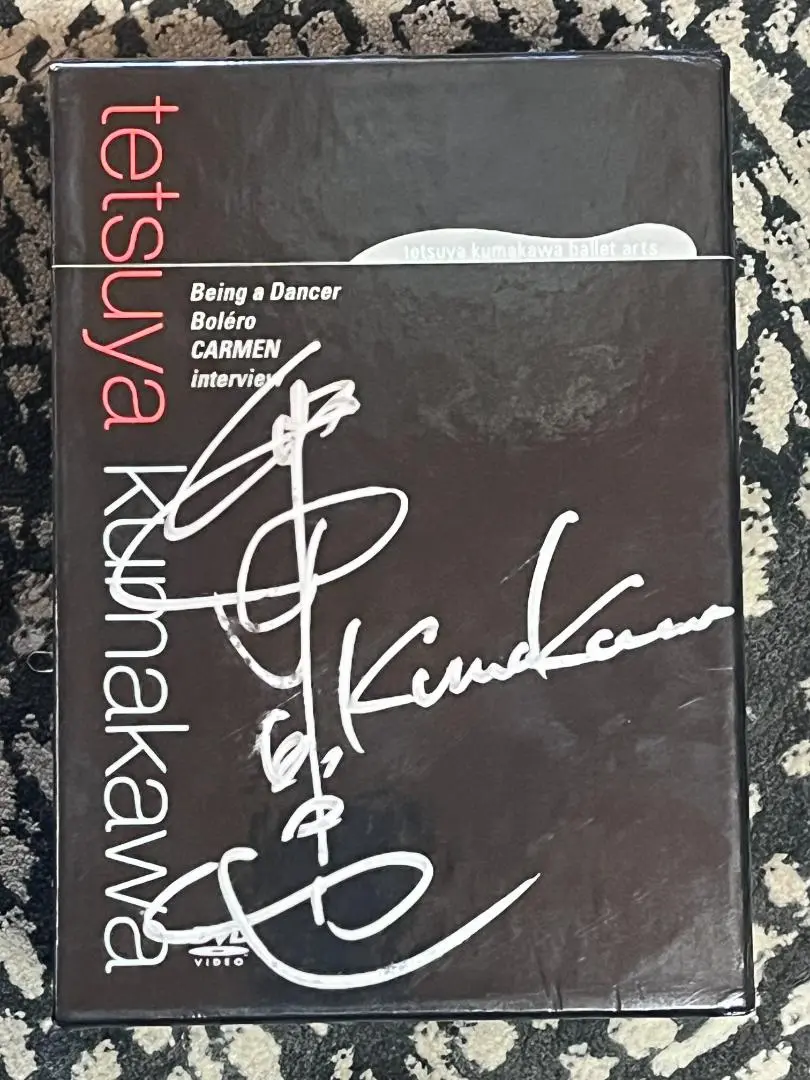 tetsuya kumakawa
tetsuya kumakawa ballet arts
Being a Dancer
Boléro
CARMEN
interview
Kumakawa
VIDEO